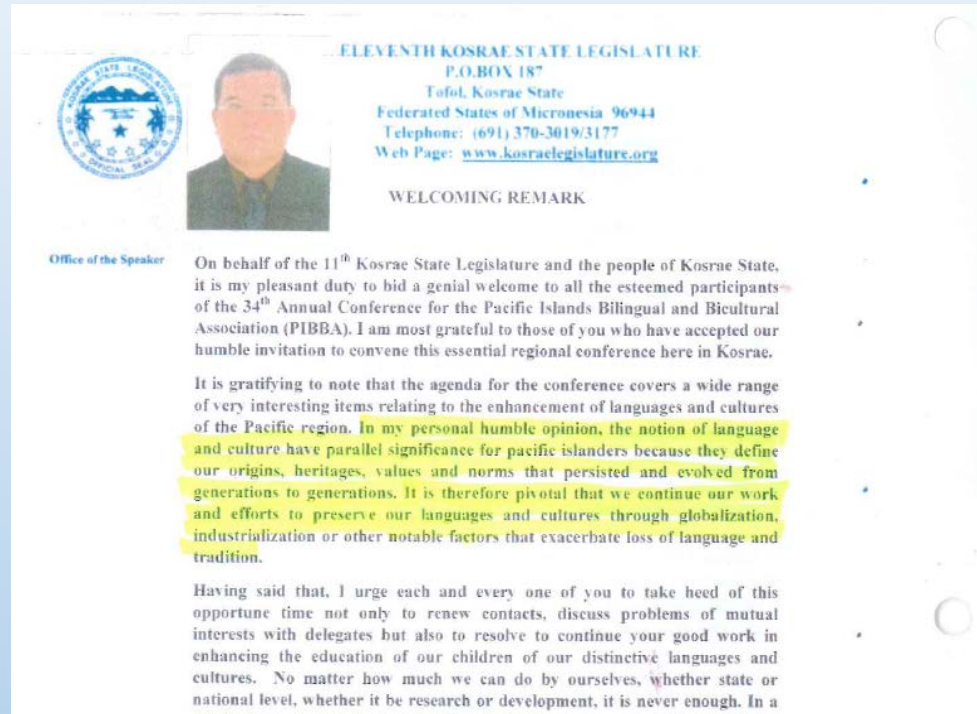 ELEVENTH KOSRAE STATE LEGISLATURE
P.O.BOX 187
Tofol, Kosrae State
Federated States of Micronesia 96944
Telephone: (691) 370-3019/3177
Web Page: www.kosraelegislature.org
KOSRAE STATE LEGISLATURE
OFFICIAL SEAL
WELCOMING REMARK
Office of the Speaker
On behalf of the 11th Kosrae State Legislature and the people of Kosrae State,
it is my pleasant duty to bid a genial welcome to all the esteemed participants
of the 34th Annual Conference for the Pacific Islands Bilingual and Bicultural
Association (PIBBA). I am most grateful to those of you who have accepted our
humble invitation to convene this essential regional conference here in Kosrae.
It is gratifying to note that the agenda for the conference covers a wide range
of very interesting items relating to the enhancement of languages and cultures
of the Pacific region. In my personal humble opinion, the notion of language
and culture have parallel significance for pacific islanders because they define
our origins, heritages, values and norms that persisted and evolved from
generations to generations. It is therefore pivotal that we continue our work
and efforts to preserve our languages and cultures through globalization,
industrialization or other notable factors that exacerbate loss of language and
tradition.
Having said that, I urge each and every one of you to take heed of this
opportune time not only to renew contacts, discuss problems of mutual
interests with delegates but also to resolve to continue your good work in
enhancing the education of our children of our distinctive languages and
cultures. No matter how much we can do by ourselves, whether state or
national level, whether it be research or development, it is never enough. In a